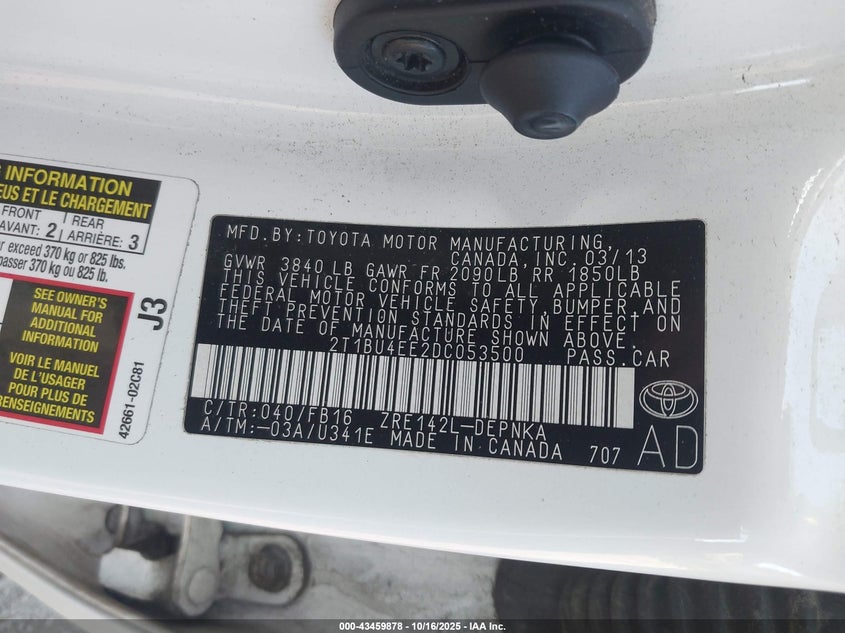 INFORMATION
EUS ET LE CHARGEMENT
FRONT
AVANT: 2
REAR
ARRIÈRE: 3
exceed 370 kg or 825 lbs.
passer 370 kg ou 825 lb.
SEE OWNER'S
MANUAL FOR
ADDITIONAL
INFORMATION
VOIR LE MANUEL
DE L'USAGER
POUR PLUS DE
RENSEIGNEMENTS
J3
42661-02C81
MFD.BY:TOYOTA MOTOR MANUFACTURING,
CANADA,INC.03/13
GVWR 3840LB GAWR FR 2090LB RR 1850LB
THIS VEHICLE CONFORMS TO ALL APPLICABLE
FEDERAL MOTOR VEHICLE SAFETY,BUMPER,AND
THEFT PREVENTION STANDARDS IN EFFECT ON
THE DATE OF MANUFACTURE SHOWN ABOVE.
2T1BU4EE2DC053500 PASS.CAR
C/TR:040/FB16 ZRE142L-DEPNKA
A/TM:-03A/U341E MADE IN CANADA 707
TOYOTA
AD
000-43459878 - 10/16/2025 - IAA Inc.